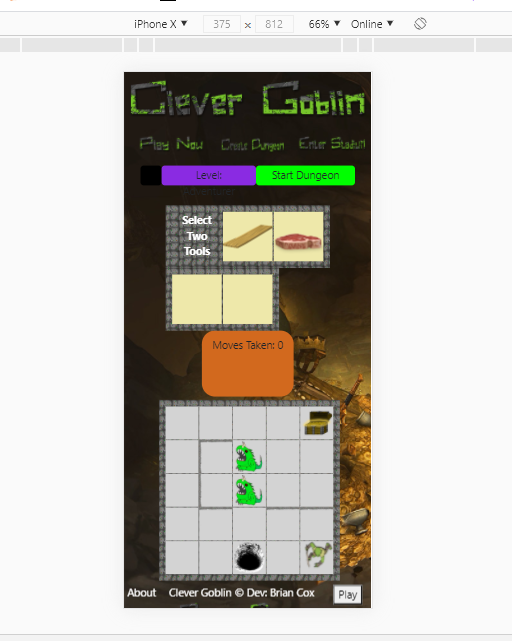 iPhone X ▼ 375 x 812 66% ▼ Online ▼
Clever Goblin
Play Now Create Dungeon Enter Stadium
Level: Start Dungeon
Select
Two
Tools
Moves Taken: 0
About Clever Goblin © Dev: Brian Cox Play